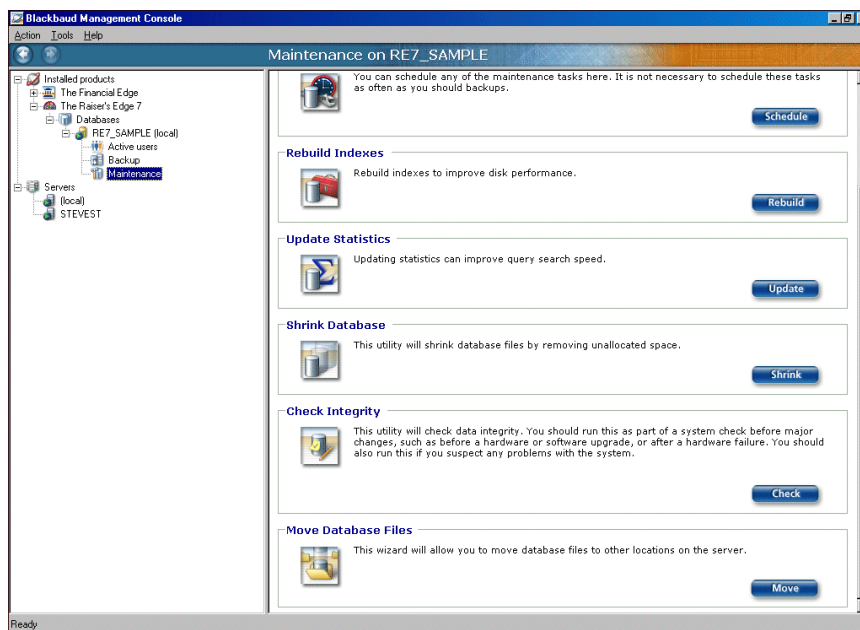 Blackbaud Management Console
Action Tools Help
Maintenance on RE7_SAMPLE
Installed products
The Financial Edge
The Raiser's Edge 7
Databases
RE7_SAMPLE (local)
Active users
Backup
Maintenance
Servers
(local)
STEVEST
You can schedule any of the maintenance tasks here. It is not necessary to schedule these tasks
as often as you should backups.
Schedule
Rebuild Indexes
Rebuild indexes to improve disk performance.
Rebuild
Update Statistics
Updating statistics can improve query search speed.
Update
Shrink Database
This utility will shrink database files by removing unallocated space.
Shrink
Check Integrity
This utility will check data integrity. You should run this as part of a system check before major
changes, such as before a hardware or software upgrade, or after a hardware failure. You should
also run this if you suspect any problems with the system.
Check
Move Database Files
This wizard will allow you to move database files to other locations on the server.
Move
Ready